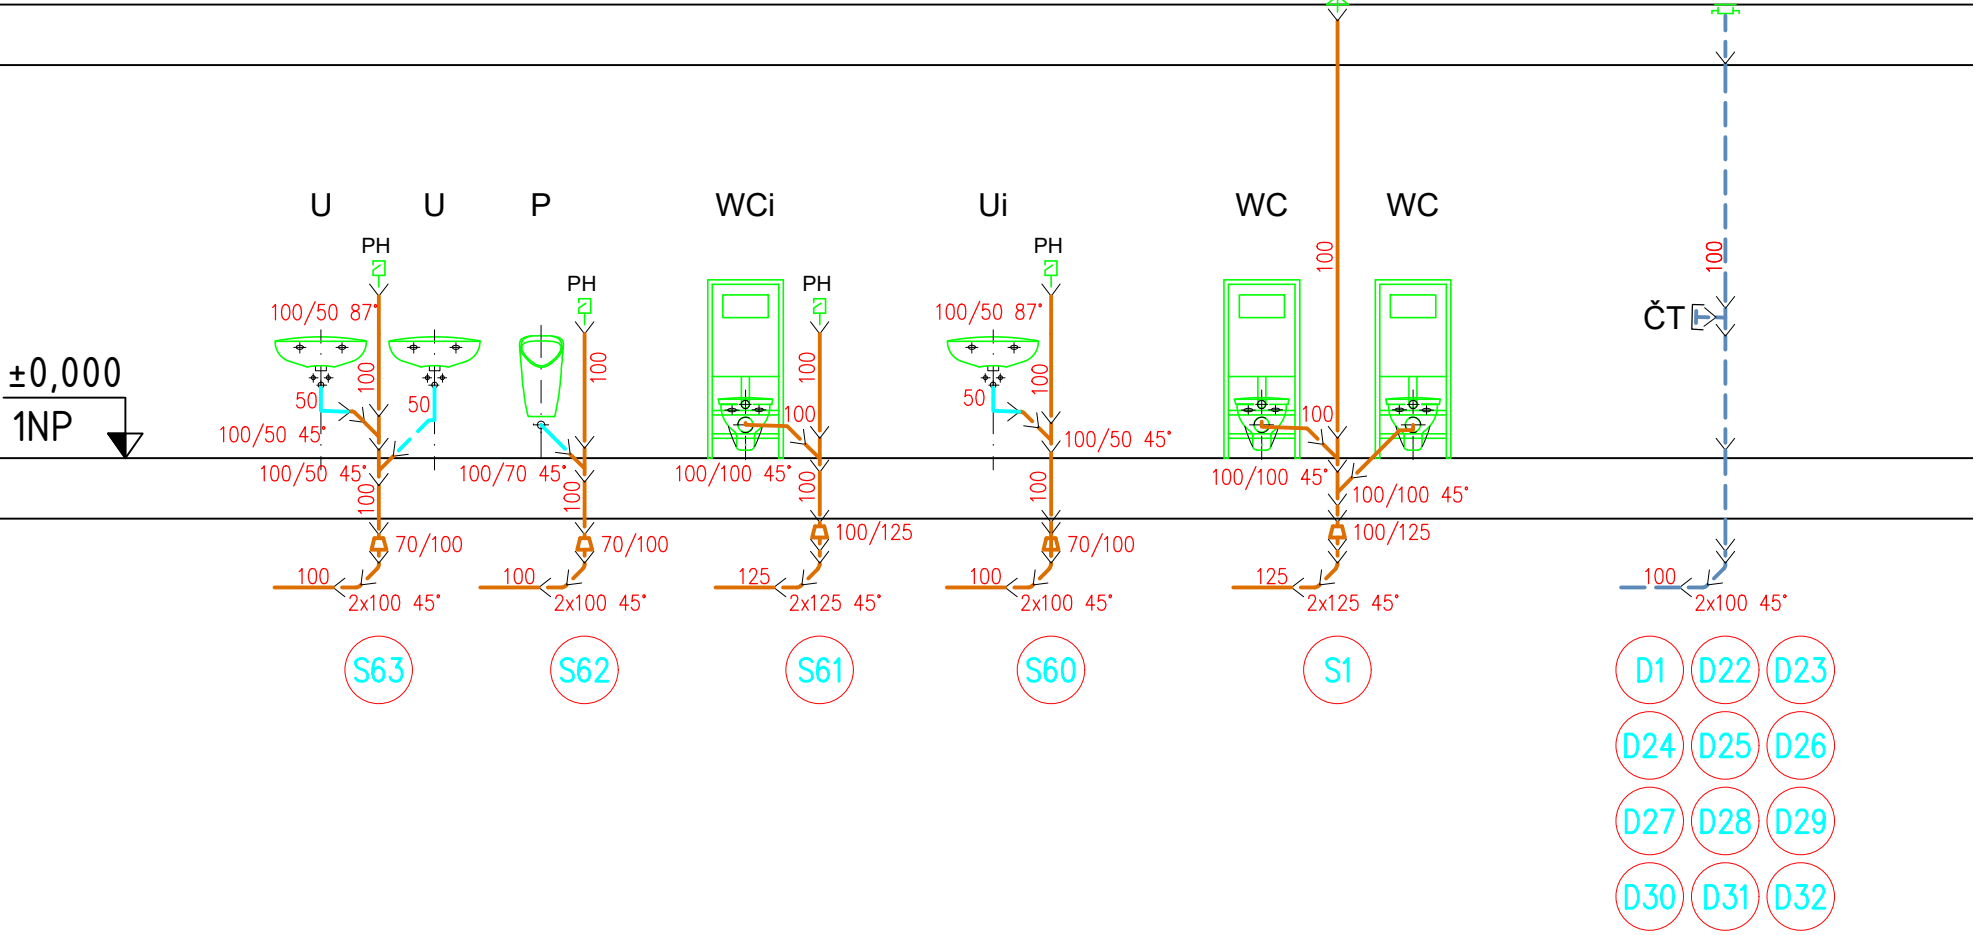 U U P WCi Ui WC WC
PH PH
PH PH
100 100
100/50 87° 100/50 87°
ČT
±0,000
100 100 100 100
50 50 50
1NP
100 100
100/50 45° 100/50 45°
100/50 45° 100/70 45° 100/100 45° 100/100 45°
100 100 100 100 100/100 45°
100/125 100/125
70/100 70/100 70/100
100 100 125 100 125 100
2x100 45° 2x100 45° 2x125 45° 2x100 45° 2x125 45° 2x100 45°
S63 S62 S61 S60 S1 D1 D22 D23
D24 D25 D26
D27 D28 D29
D30 D31 D32